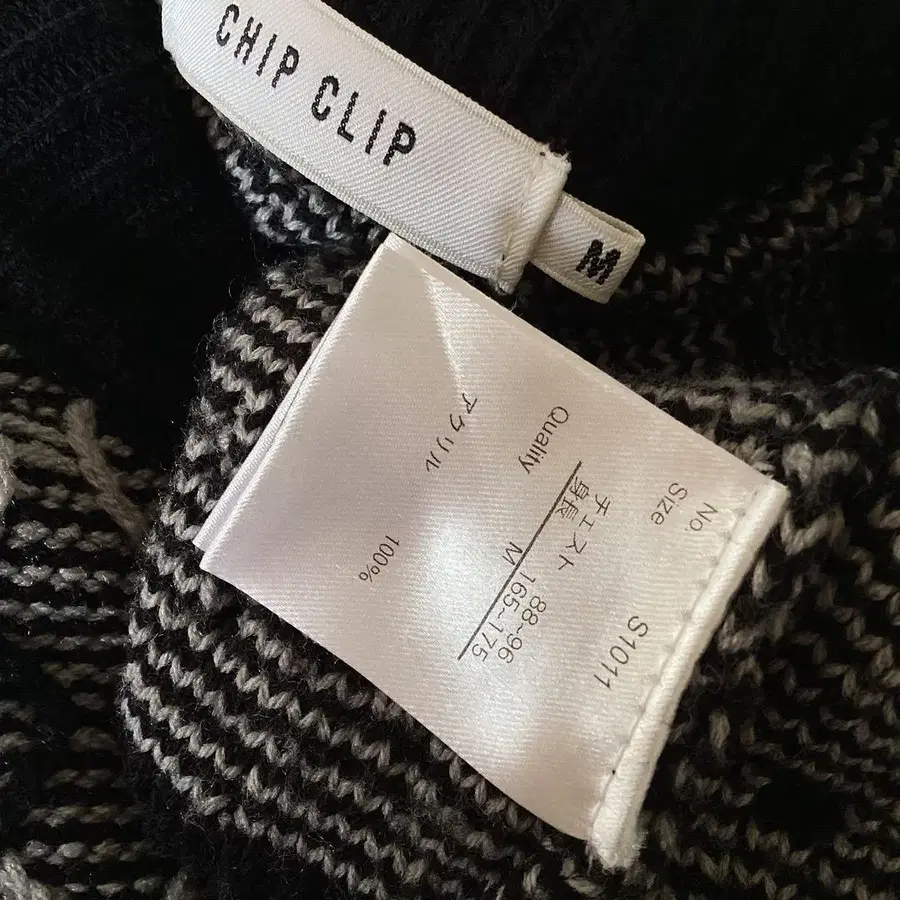 CHIP CLIP
M
No. S1011
Size
チェスト 88~96
身長 165~175
M
Quality
アクリル 100%